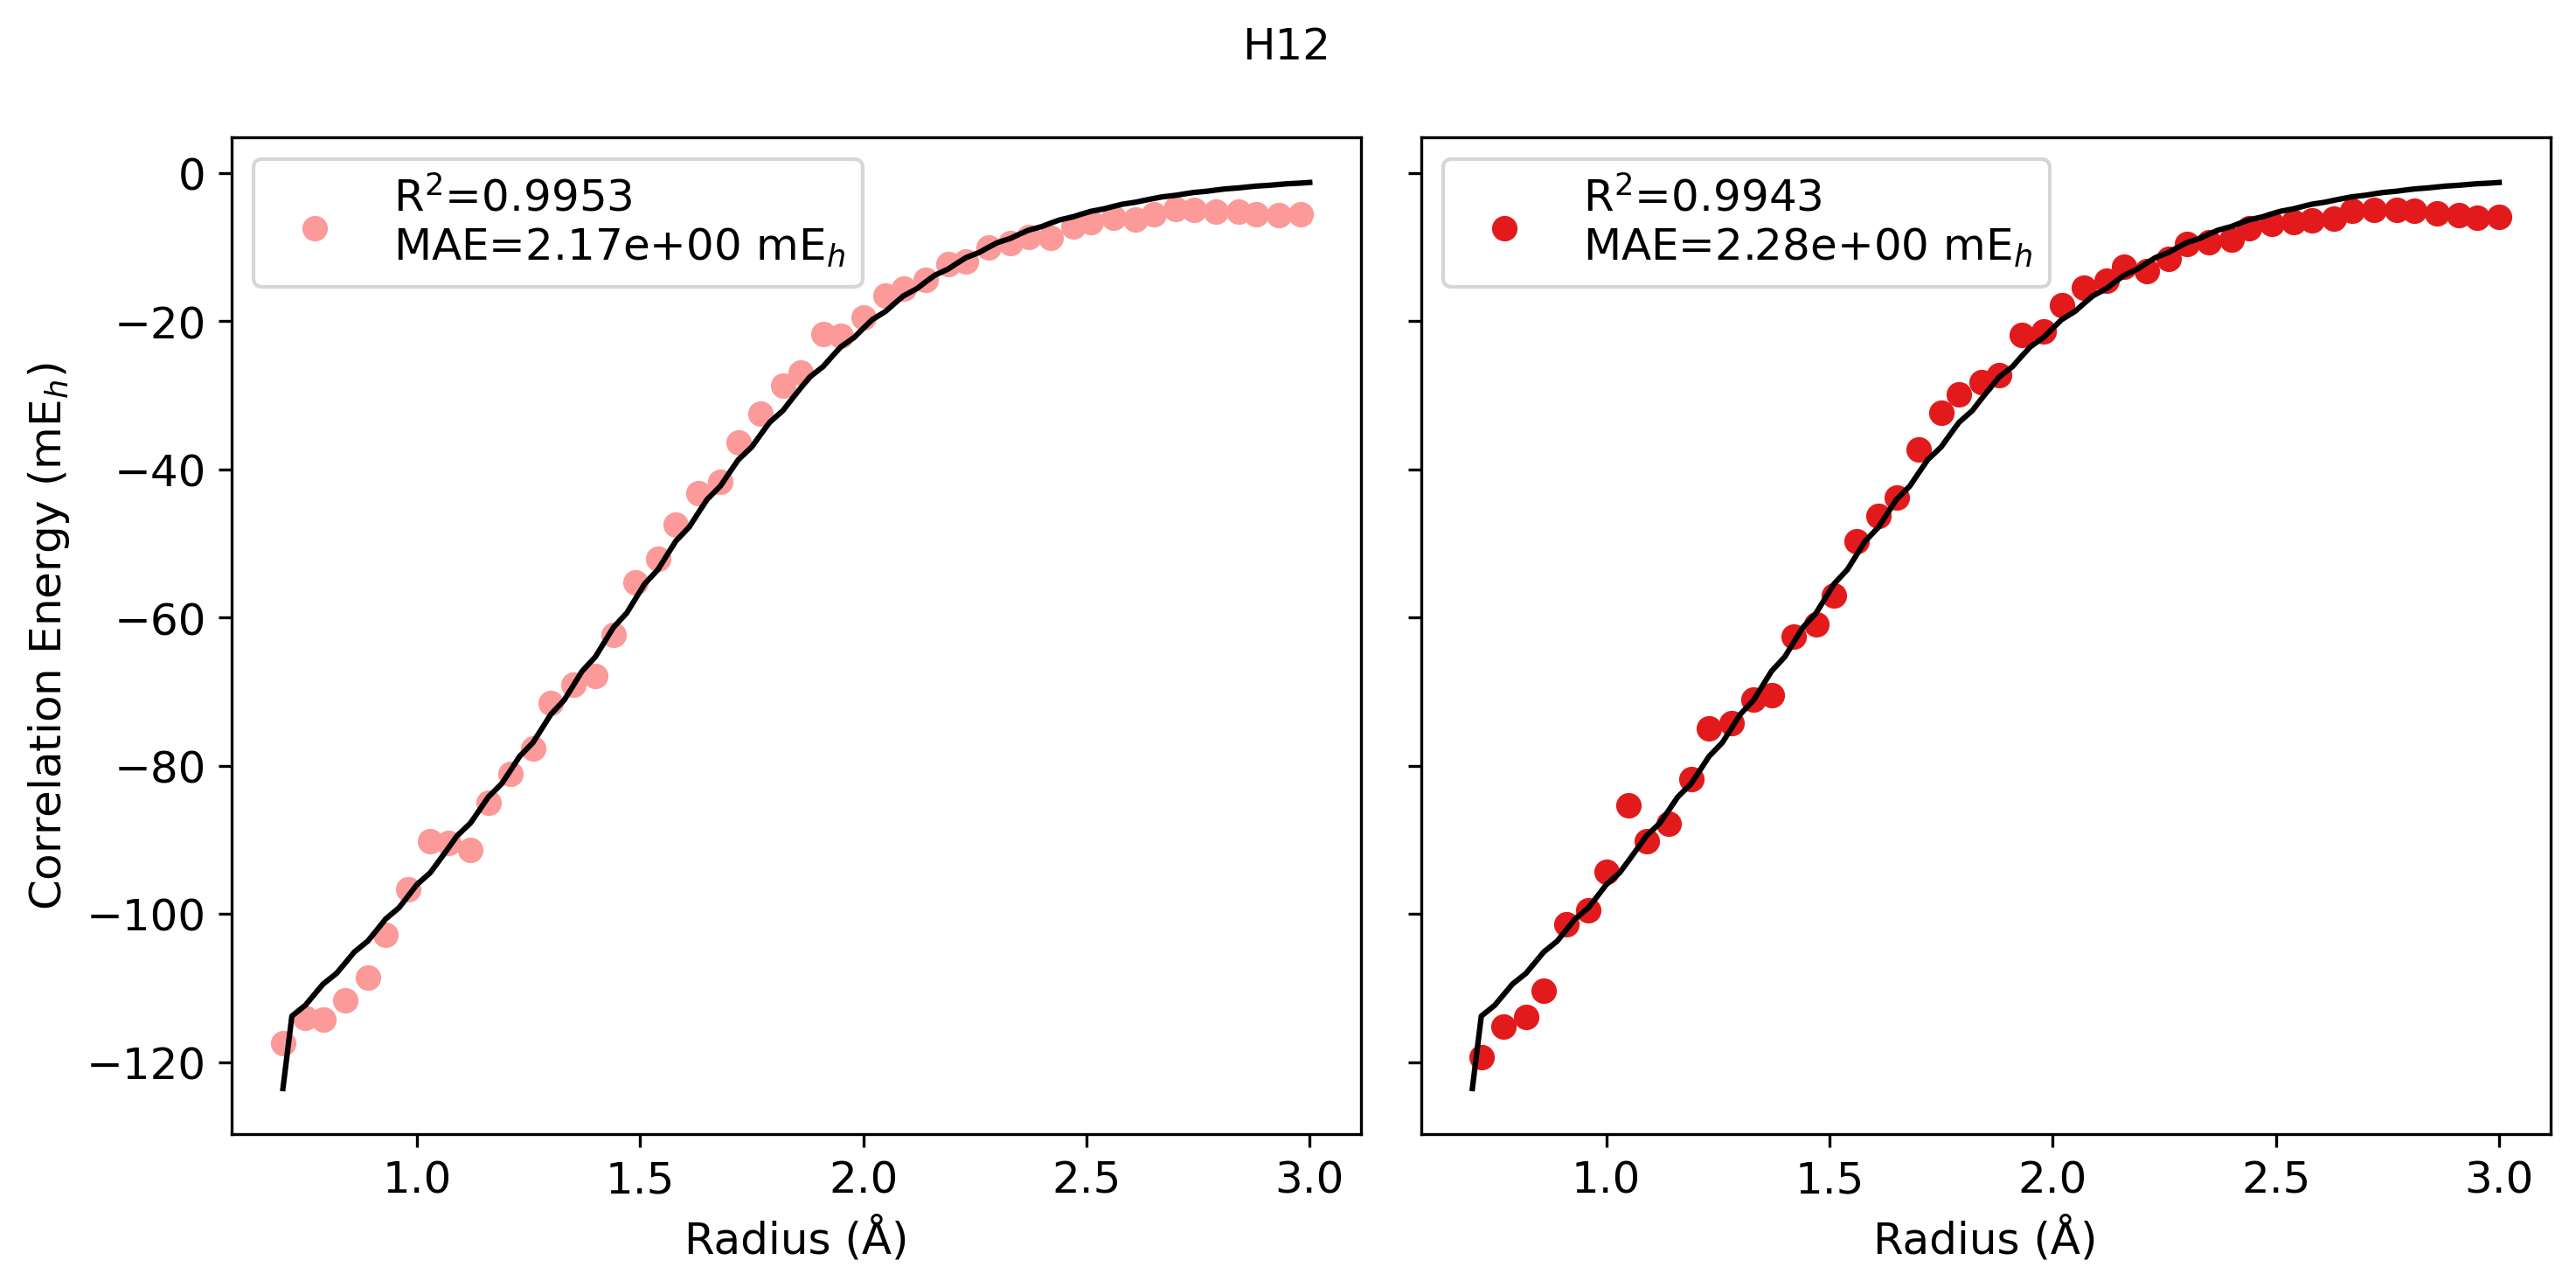 H12
R²=0.9953
MAE=2.17e+00 mEₕ
R²=0.9943
MAE=2.28e+00 mEₕ
Correlation Energy (mEₕ)
0
−20
−40
−60
−80
−100
−120
1.0 1.5 2.0 2.5 3.0
1.0 1.5 2.0 2.5 3.0
Radius (Å)
Radius (Å)